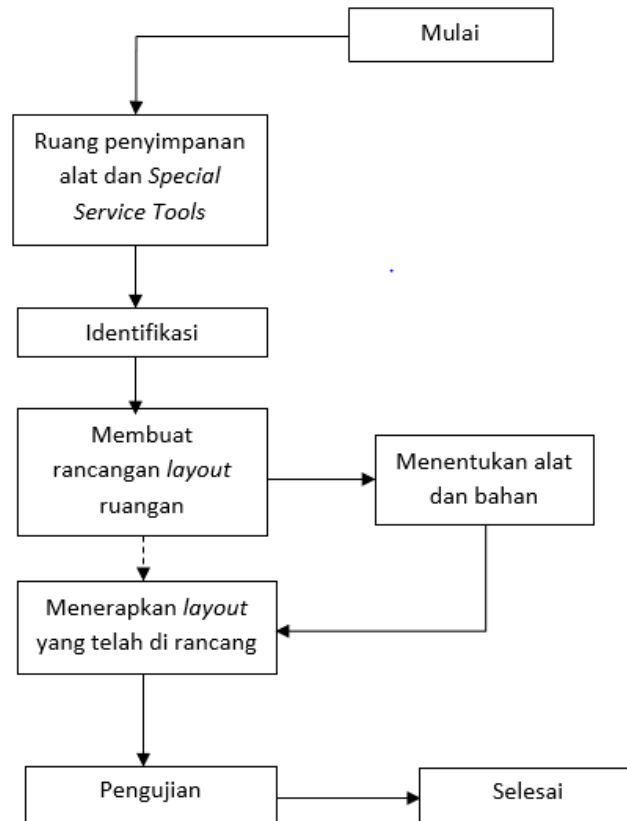 Mulai
Ruang penyimpanan
alat dan Special
Service Tools
Identifikasi
Membuat
rancangan layout
ruangan
Menentukan alat
dan bahan
Menerapkan layout
yang telah di rancang
Pengujian
Selesai